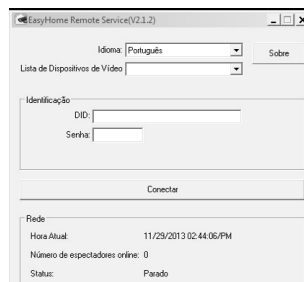 EasyHome Remote Service(V2.1.2)
Idioma: Português
Sobre
Lista de Dispositivos de Vídeo
Identificação
DID:
Senha:
Conectar
Rede
Hora Atual: 11/29/2013 02:44:06/PM
Número de espectadores online: 0
Status: Parado